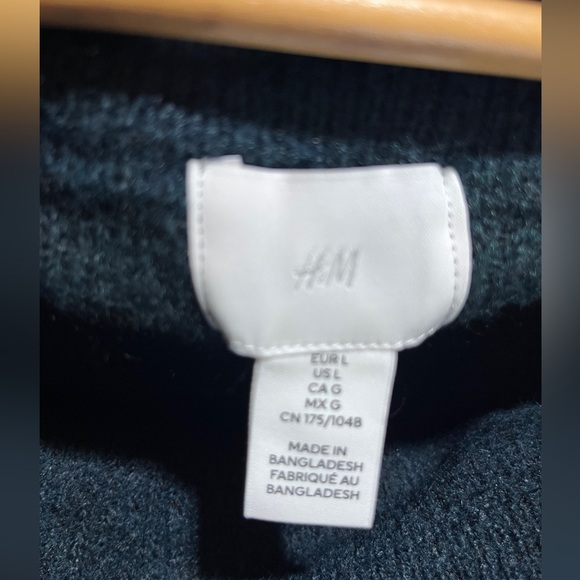 H&M
EUR L
US L
CA G
MX G
CN 175/104B
MADE IN
BANGLADESH
FABRIQUÉ AU
BANGLADESH